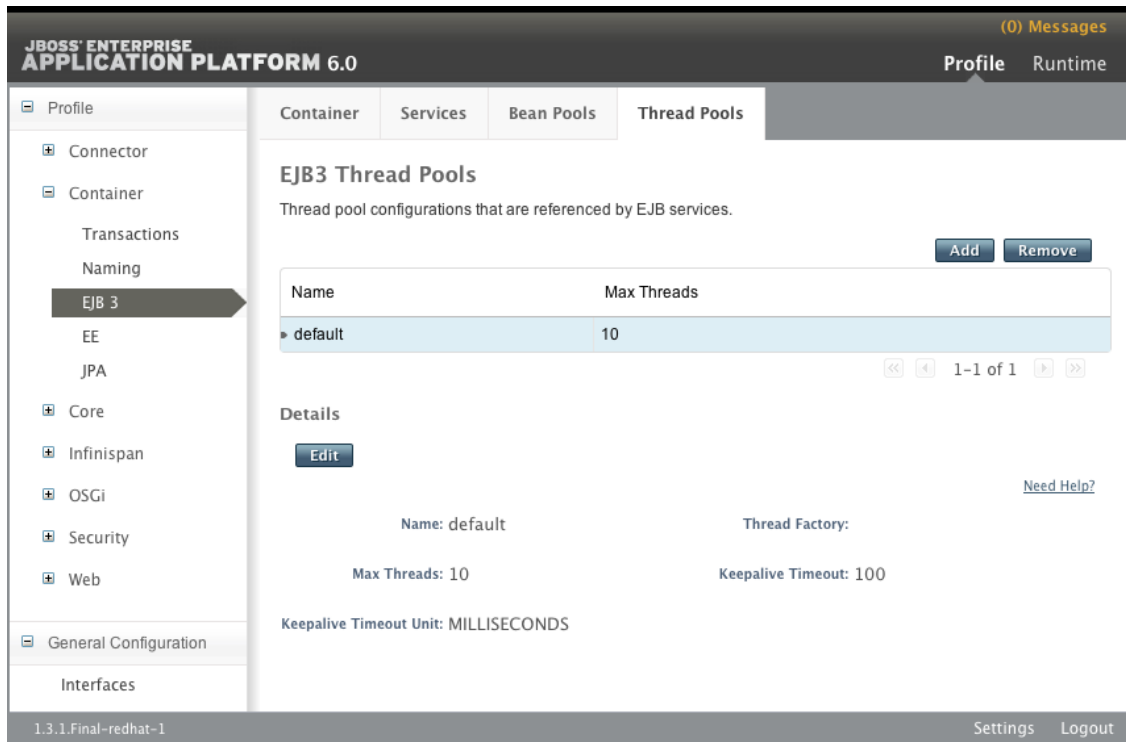 (0) Messages
JBOSS' ENTERPRISE
APPLICATION PLATFORM 6.0
Profile Runtime
Profile
Connector
Container
Transactions
Naming
EJB 3
EE
JPA
Core
Infinispan
OSGi
Security
Web
General Configuration
Interfaces
Container Services Bean Pools Thread Pools
EJB3 Thread Pools
Thread pool configurations that are referenced by EJB services.
Add Remove
Name Max Threads
default 10
1-1 of 1
Details
Edit
Need Help?
Name: default Thread Factory:
Max Threads: 10 Keepalive Timeout: 100
Keepalive Timeout Unit: MILLISECONDS
1.3.1.Final-redhat-1 Settings Logout